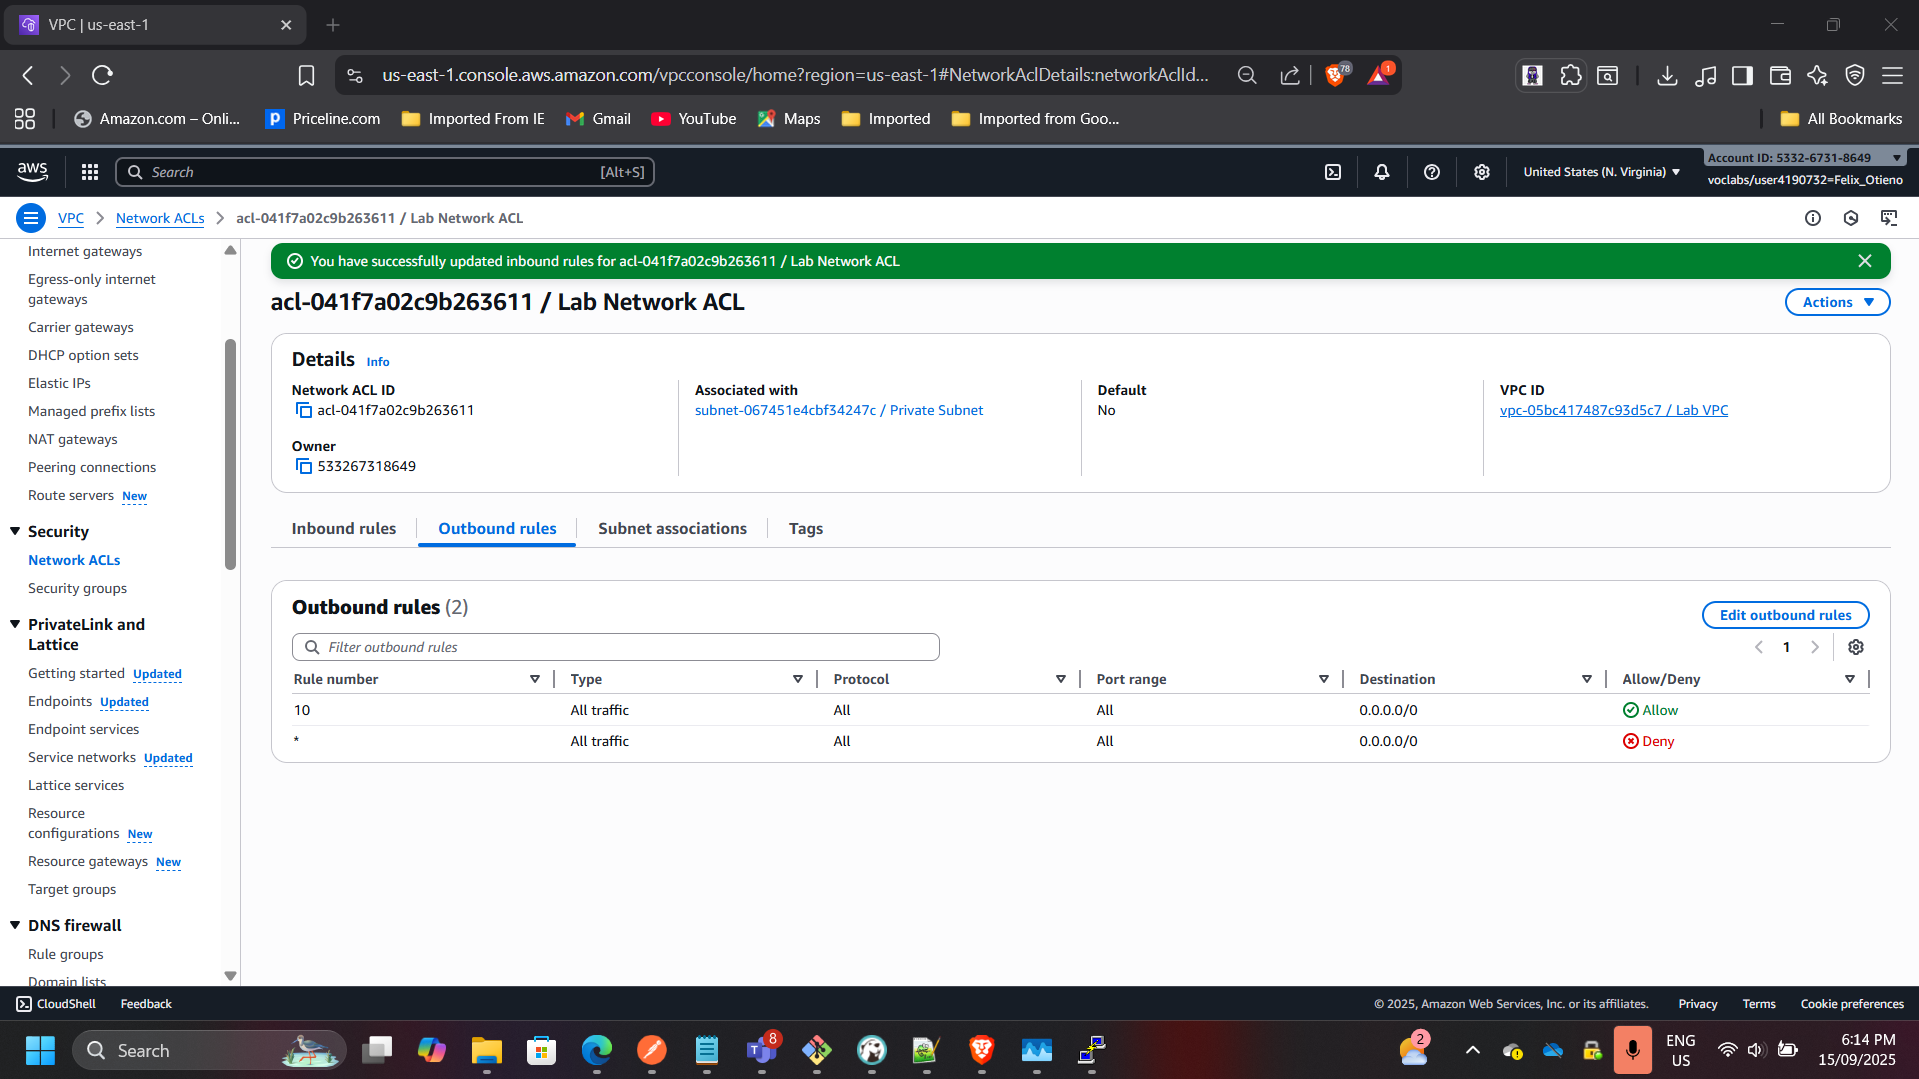 VPC | us-east-1
us-east-1.console.aws.amazon.com/vpcconsole/home?region=us-east-1#NetworkAclDetails:networkAclId...
78
1
Amazon.com – Onli...
Priceline.com
Imported From IE
Gmail
YouTube
Maps
Imported
Imported from Goo...
All Bookmarks
aws
Search
[Alt+S]
United States (N. Virginia)
Account ID: 5332-6731-8649
voclabs/user4190732=Felix_Otieno
VPC
Network ACLs
acl-041f7a02c9b263611 / Lab Network ACL
Internet gateways
Egress-only internet
gateways
Carrier gateways
DHCP option sets
Elastic IPs
Managed prefix lists
NAT gateways
Peering connections
Route servers New
Security
Network ACLs
Security groups
PrivateLink and
Lattice
Getting started Updated
Endpoints Updated
Endpoint services
Service networks Updated
Lattice services
Resource
configurations New
Resource gateways New
Target groups
DNS firewall
Rule groups
Domain lists
You have successfully updated inbound rules for acl-041f7a02c9b263611 / Lab Network ACL
acl-041f7a02c9b263611 / Lab Network ACL
Actions
Details Info
Network ACL ID
acl-041f7a02c9b263611
Associated with
subnet-067451e4cbf34247c / Private Subnet
Default
No
VPC ID
vpc-05bc417487c93d5c7 / Lab VPC
Owner
533267318649
Inbound rules
Outbound rules
Subnet associations
Tags
Outbound rules (2)
Edit outbound rules
Filter outbound rules
1
Rule number Type Protocol Port range Destination Allow/Deny
10 All traffic All All 0.0.0.0/0 Allow
* All traffic All All 0.0.0.0/0 Deny
CloudShell
Feedback
© 2025, Amazon Web Services, Inc. or its affiliates.
Privacy
Terms
Cookie preferences
Search
8
2
ENG
US
6:14 PM
15/09/2025